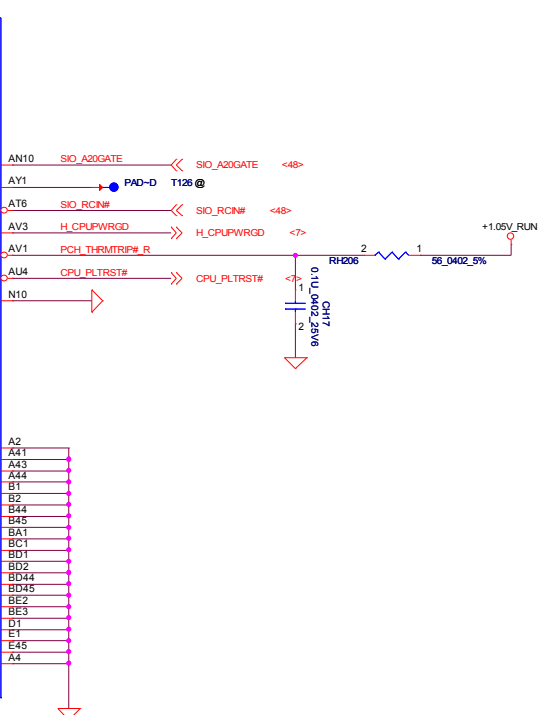 AN10 SIO_A20GATE SIO_A20GATE <48>
AY1 PAD~D T126 @
AT6 SIO_RCIN# SIO_RCIN# <48>
AV3 H_CPUPWRGD H_CPUPWRGD <7>
+1.05V_RUN
AV1 PCH_THRMTRIP#_R 2 1
RH206 56_0402_5%
AU4 CPU_PLTRST# CPU_PLTRST# <7>
1
2
CH17
0.1U_0402_25V6
N10
A2
A41
A43
A44
B1
B2
B44
B45
BA1
BC1
BD1
BD2
BD44
BD45
BE2
BE3
D1
E1
E45
A4